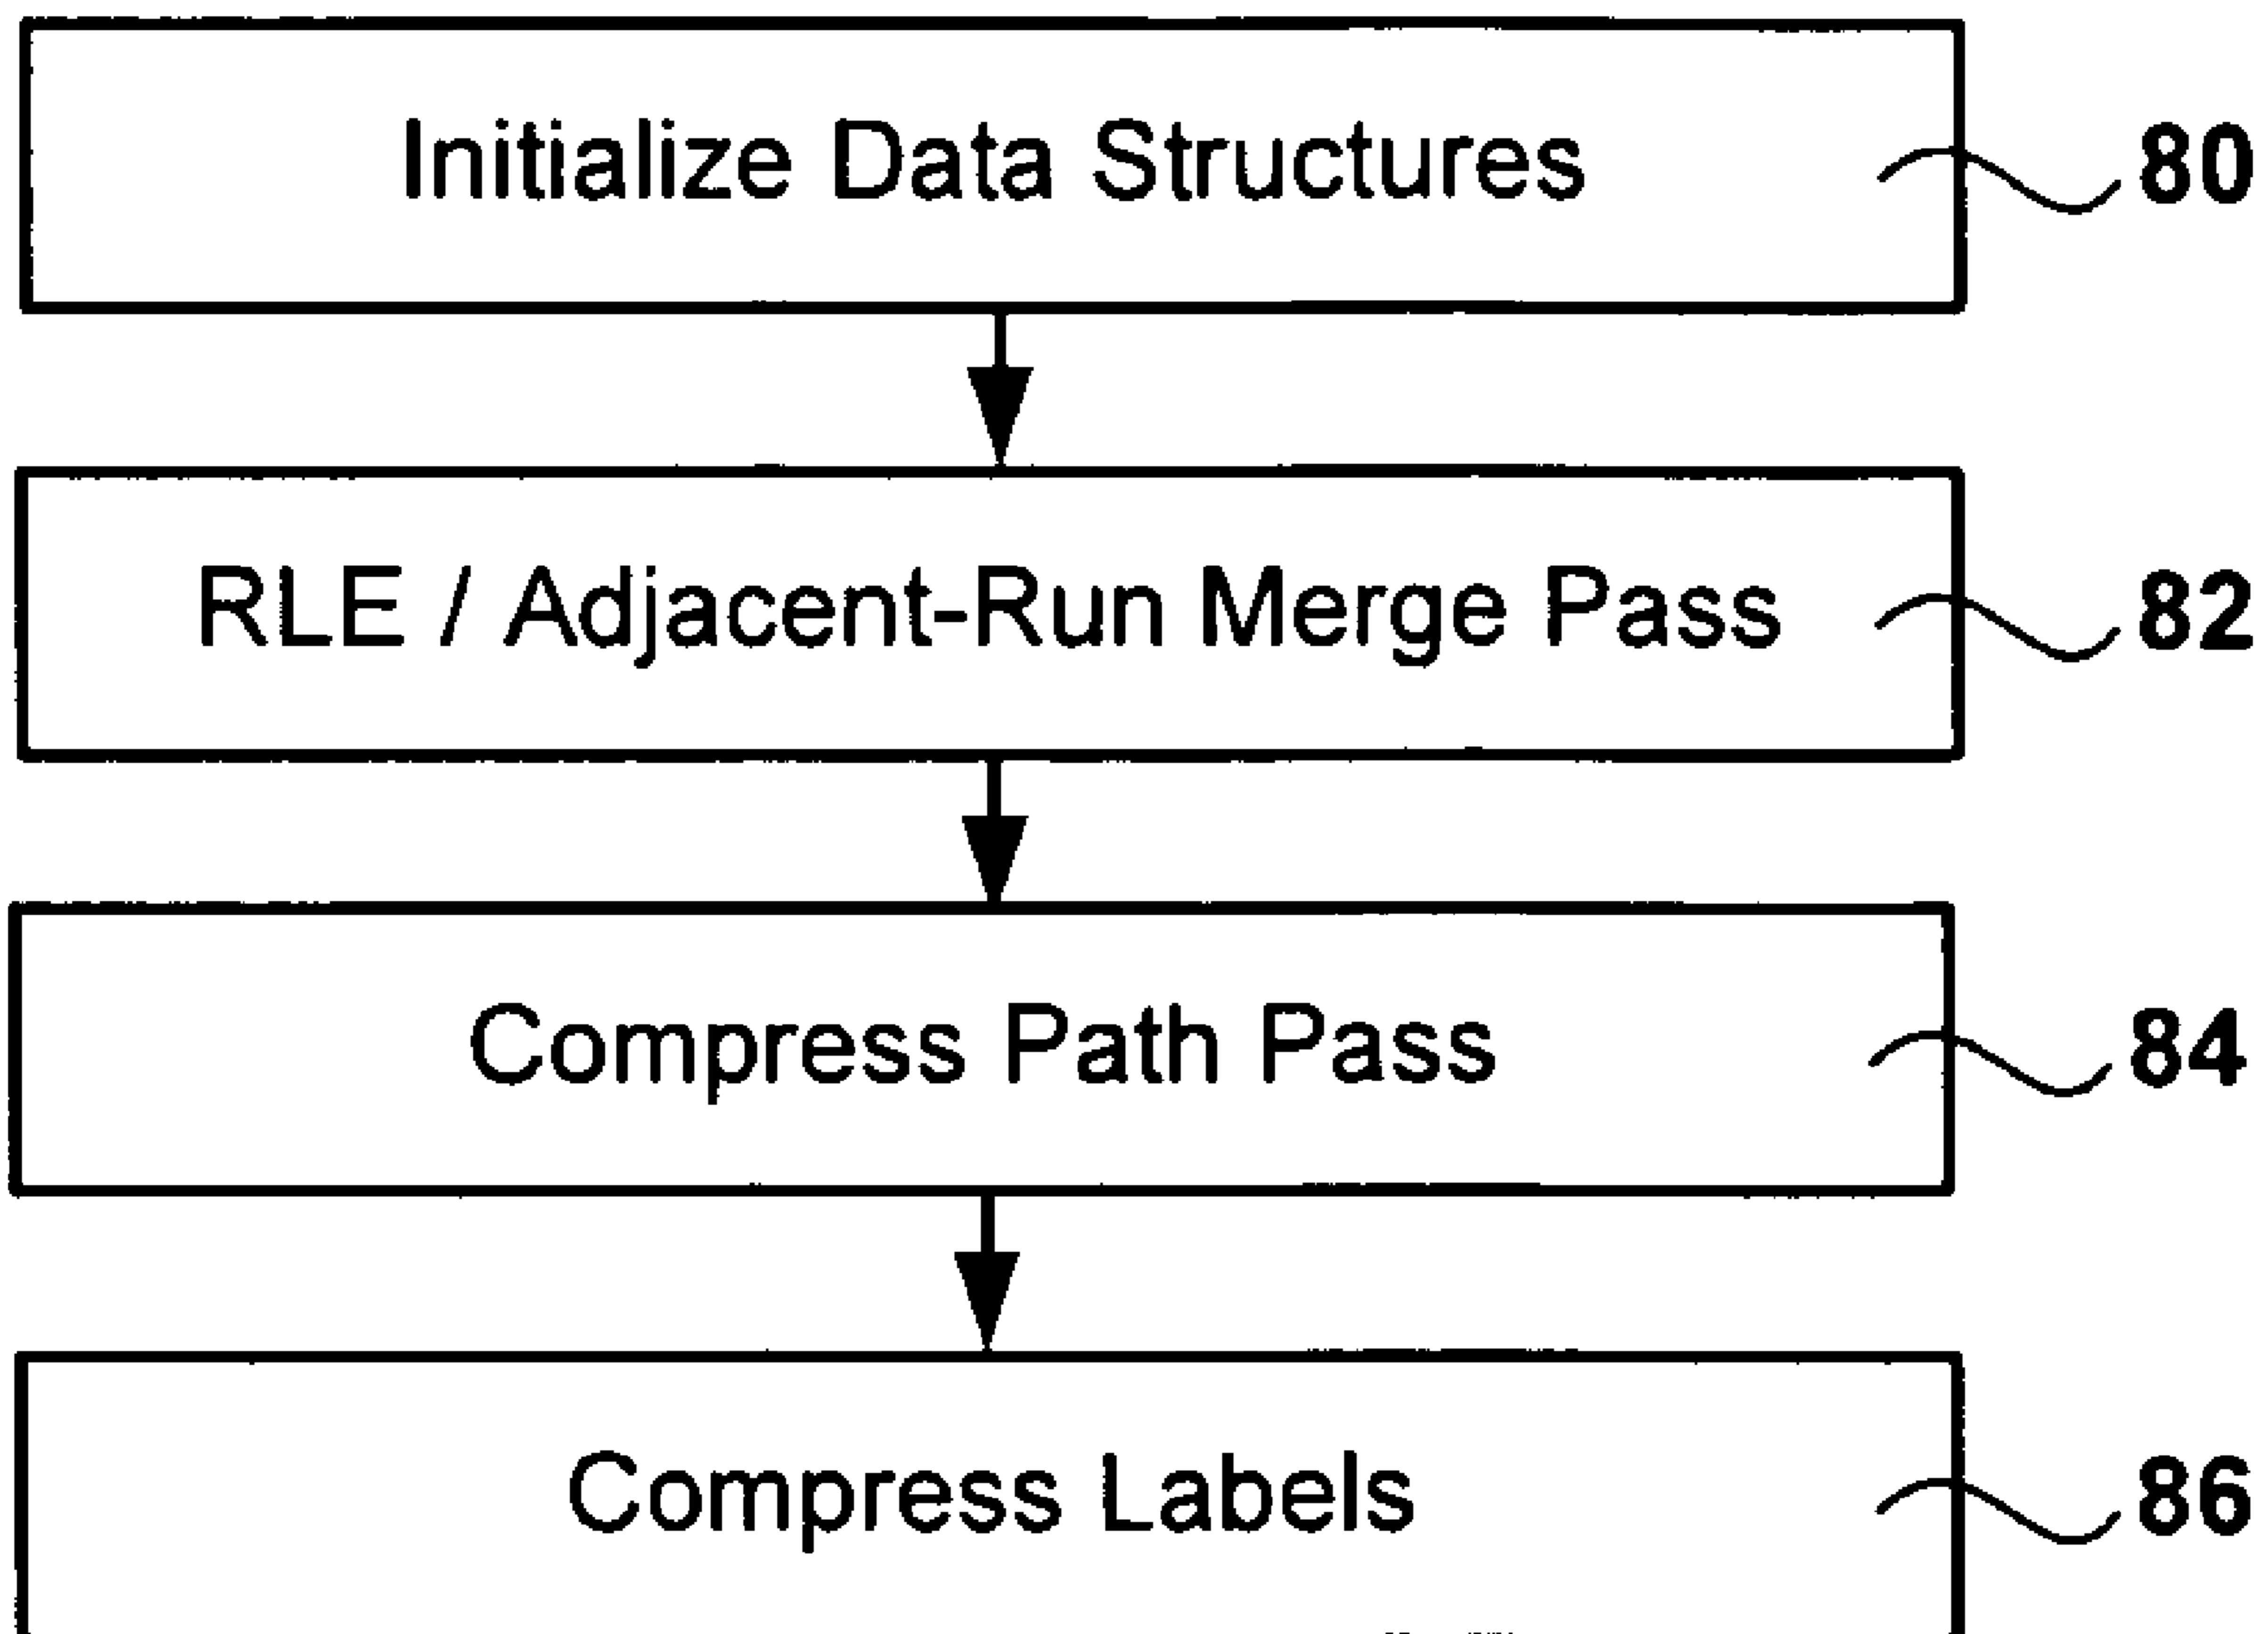 Initialize Data Structures 80
RLE / Adjacent-Run Merge Pass 82
Compress Path Pass 84
Compress Labels 86